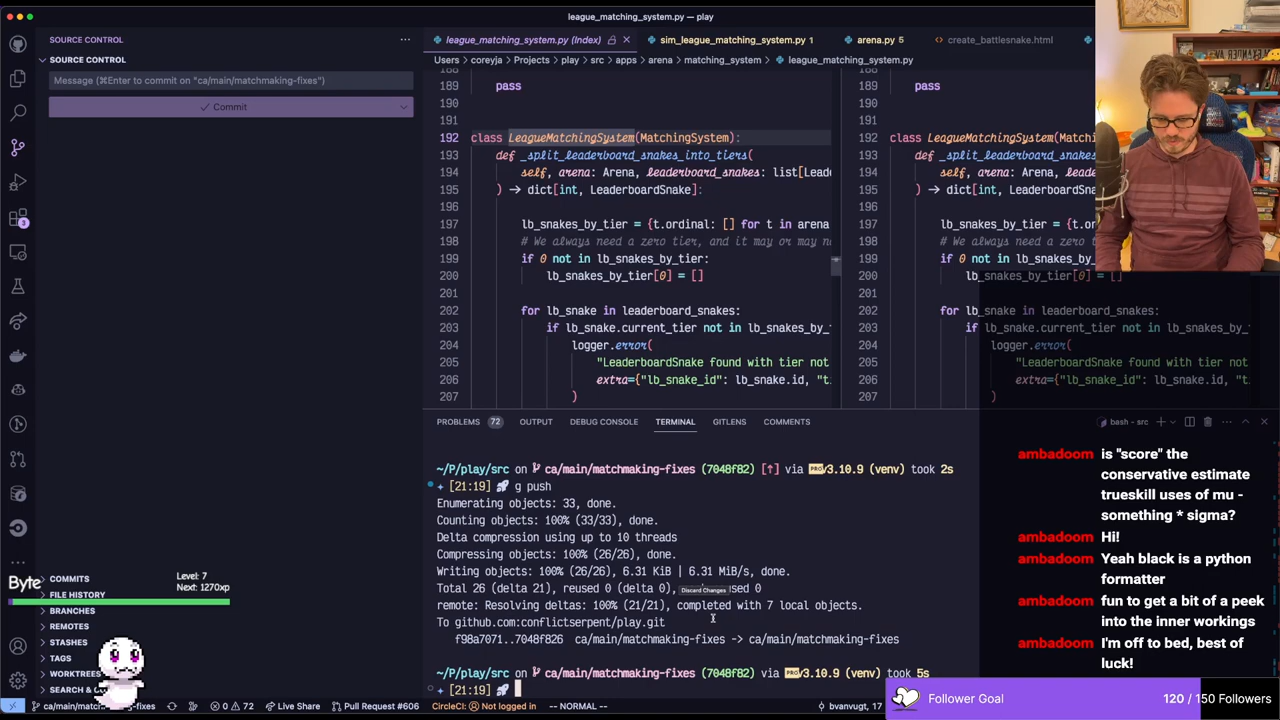 league_matching_system.py — play
SOURCE CONTROL
SOURCE CONTROL
Message (⌘Enter to commit on "ca/main/matchmaking-fixes")
Commit
league_matching_system.py (Index)
sim_league_matching_system.py 1
arena.py 5
create_battlesnake.html
Users > coreyja > Projects > play > src > apps > arena > matching_system > league_matching_system.py
188
189 pass
190
191
192 class LeagueMatchingSystem(MatchingSystem):
193 def _split_leaderboard_snakes_into_tiers(
194 self, arena: Arena, leaderboard_snakes: list[Leade
195 ) → dict[int, LeaderboardSnake]:
196
197 lb_snakes_by_tier = {t.ordinal: [] for t in arena
198 # We always need a zero tier, and it may or may n
199 if 0 not in lb_snakes_by_tier:
200 lb_snakes_by_tier[0] = []
201
202 for lb_snake in leaderboard_snakes:
203 if lb_snake.current_tier not in lb_snakes_by_
204 logger.error(
205 "LeaderboardSnake found with tier not
206 extra={"lb_snake_id": lb_snake.id, "t
207 )
188
189 pass
190
191
192 class LeagueMatchingSystem(Matchi
193 def _split_leaderboard_snakes
194 self, arena: Arena, leade
195 ) → dict[int, LeaderboardSnak
196
197 lb_snakes_by_tier = {t.or
198 # We always need a zero t
199 if 0 not in lb_snakes_by_
200 lb_snakes_by_tier[0]
201
202 for lb_snake in leaderboard_snakes:
203 if lb_snake.current_tier not in lb_snakes_by_
204 logger.error(
205 "LeaderboardSnake found with tier not
206 extra={"lb_snake_id": lb_snake.id, "t.
207 )
PROBLEMS 72 OUTPUT DEBUG CONSOLE TERMINAL GITLENS COMMENTS
bash - src
~/P/play/src on ca/main/matchmaking-fixes (7048f82) [↑] via PRO 3.10.9 (venv) took 2s
[21:19] g push
Enumerating objects: 33, done.
Counting objects: 100% (33/33), done.
Delta compression using up to 10 threads
Compressing objects: 100% (26/26), done.
Writing objects: 100% (26/26), 6.31 KiB | 6.31 MiB/s, done.
Total 26 (delta 21), reused 0 (delta 0), used 0
Discard Changes
remote: Resolving deltas: 100% (21/21), completed with 7 local objects.
To github.com:conflictserpent/play.git
f98a7071..7048f826 ca/main/matchmaking-fixes -> ca/main/matchmaking-fixes
~/P/play/src on ca/main/matchmaking-fixes (7048f82) via PRO 3.10.9 (venv) took 5s
[21:19]
3
Byte
Level: 7
Next: 1270xp
COMMITS
FILE HISTORY
BRANCHES
REMOTES
STASHES
TAGS
WORKTREES
SEARCH &
ambadoom is "score" the
conservative estimate
trueskill uses of mu -
something * sigma?
ambadoom Hi!
ambadoom Yeah black is a python
formatter
ambadoom fun to get a bit of a peek
into the inner workings
ambadoom I'm off to bed, best of
luck!
Follower Goal 120 / 150 Followers
ca/main/matchmaking-fixes 0 72 Live Share Pull Request #606 CircleCI: Not logged in -- NORMAL -- bvanvugt,